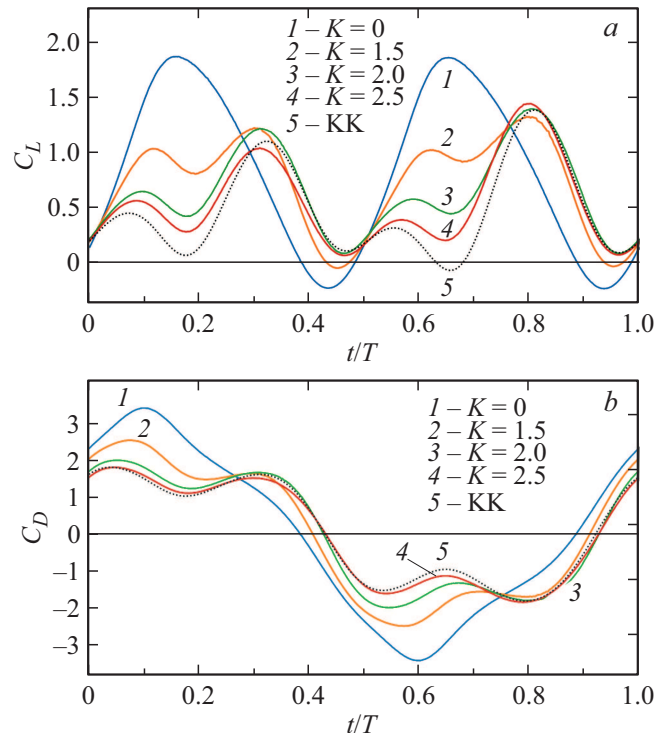 1 – K = 0
2 – K = 1.5
3 – K = 2.0
4 – K = 2.5
5 – KK
a
C_L
2.0
1.5
1.0
0.5
0
1
2
3
4
5
0 0.2 0.4 0.6 0.8 1.0
t/T
b
1 – K = 0
2 – K = 1.5
3 – K = 2.0
4 – K = 2.5
5 – KK
C_D
3
2
1
0
–1
–2
–3
1
2
4
5
3
0 0.2 0.4 0.6 0.8 1.0
t/T